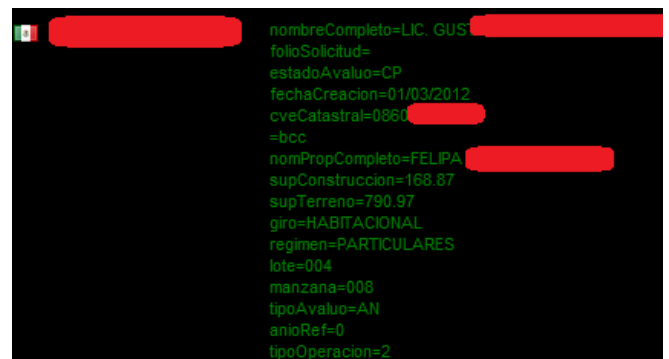 nombreCompleto=LIC.
folioSolicitud=
estadoAvaluo=CP
fechaCreacion=01/03/2012
cveCatastral=0860
=bcc
nomPropCompleto=FELIPA
supConstruccion=168.87
supTerreno=790.97
giro=HABITACIONAL
regimen=PARTICULARES
lote=004
manzana=008
tipoAvaluo=AN
anioRef=0
tipoOperacion=2